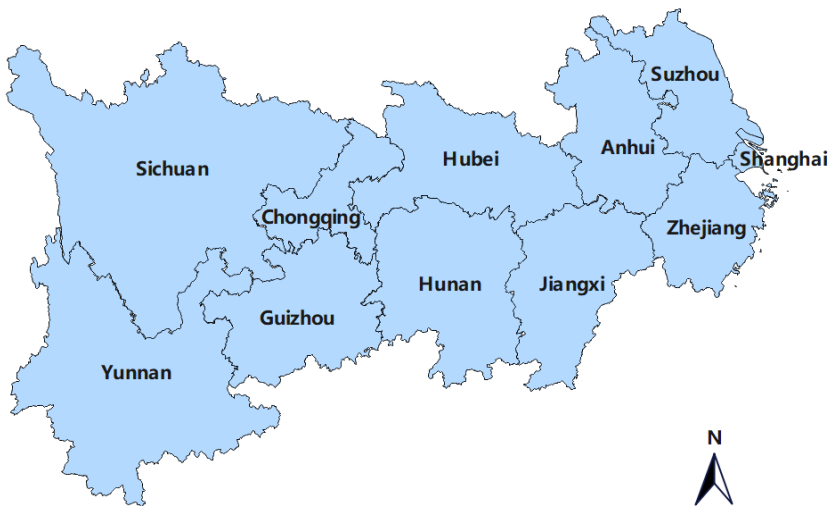 Suzhou
Anhui
Shanghai
Hubei
Sichuan
Chongqing
Zhejiang
Hunan
Jiangxi
Guizhou
Yunnan
N